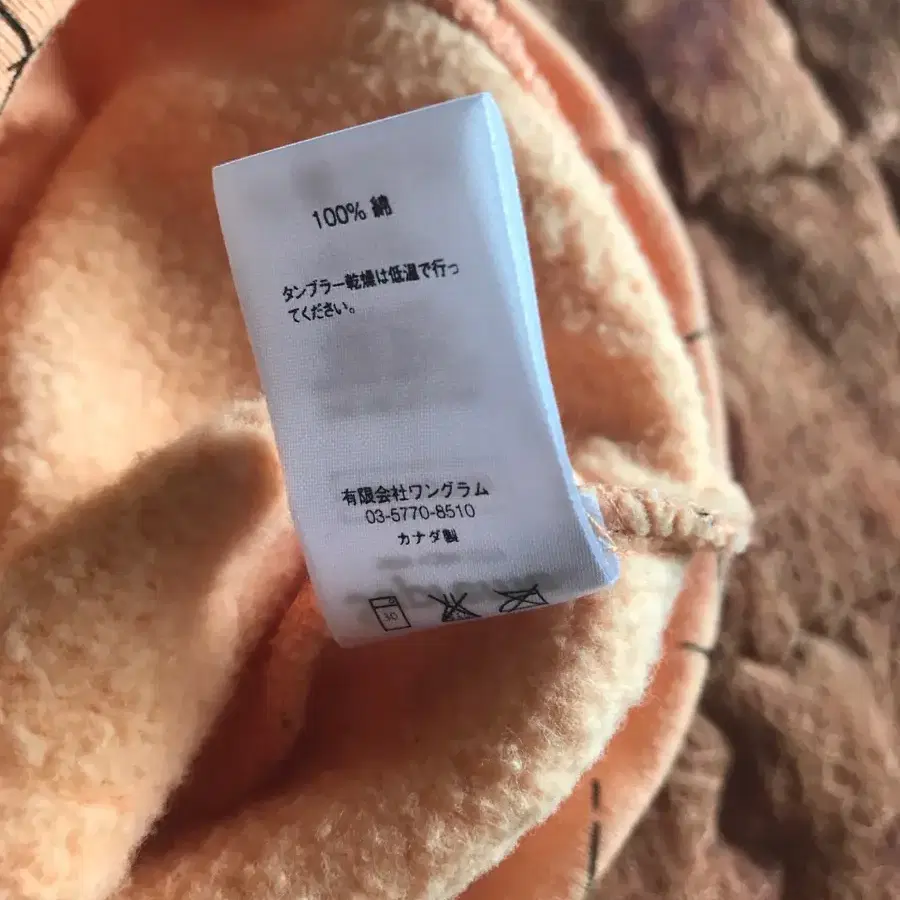 100% 綿
タンブラー乾燥は低温で行っ
てください。
有限会社ワングラム
03-5770-8510
カナダ製
30